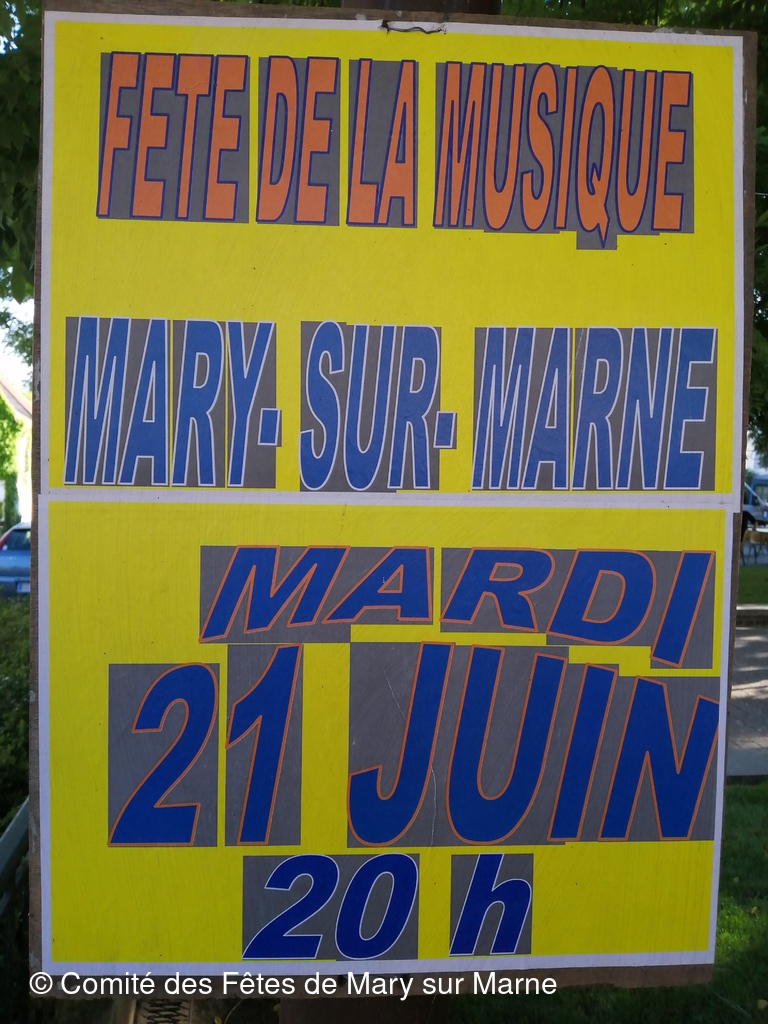 FETE DE LA MUSIQUE
MARY- SUR- MARNE
MARDI
21 JUIN
20 h
© Comité des Fêtes de Mary sur Marne